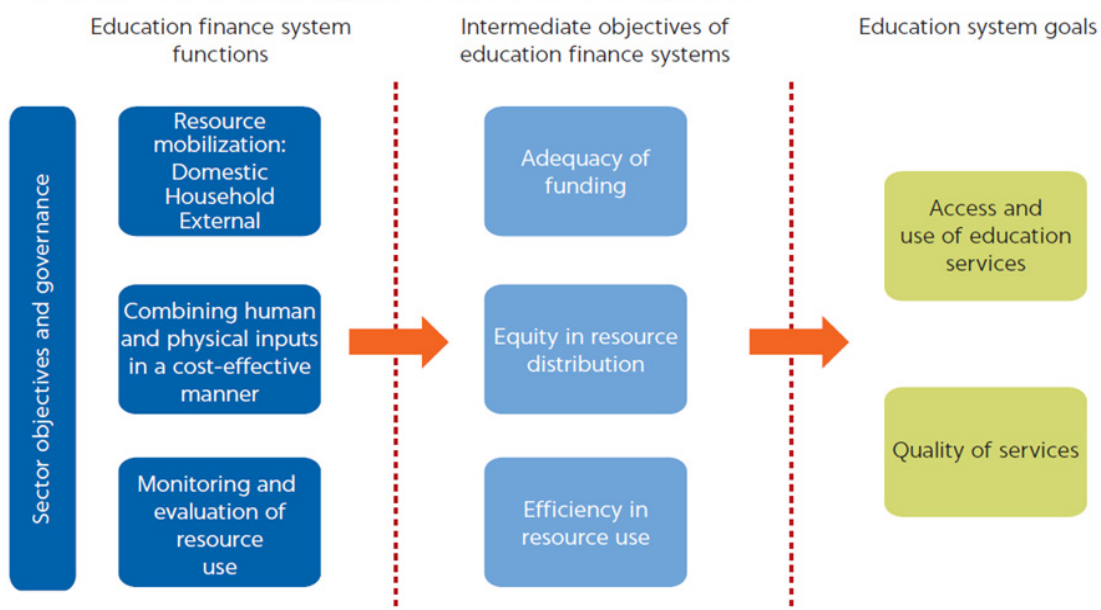 Education finance system
functions
Intermediate objectives of
education finance systems
Education system goals
Sector objectives and governance
Resource
mobilization:
Domestic
Household
External
Combining human
and physical inputs
in a cost-effective
manner
Monitoring and
evaluation of
resource
use
Adequacy of
funding
Equity in resource
distribution
Efficiency in
resource use
Access and
use of education
services
Quality of services